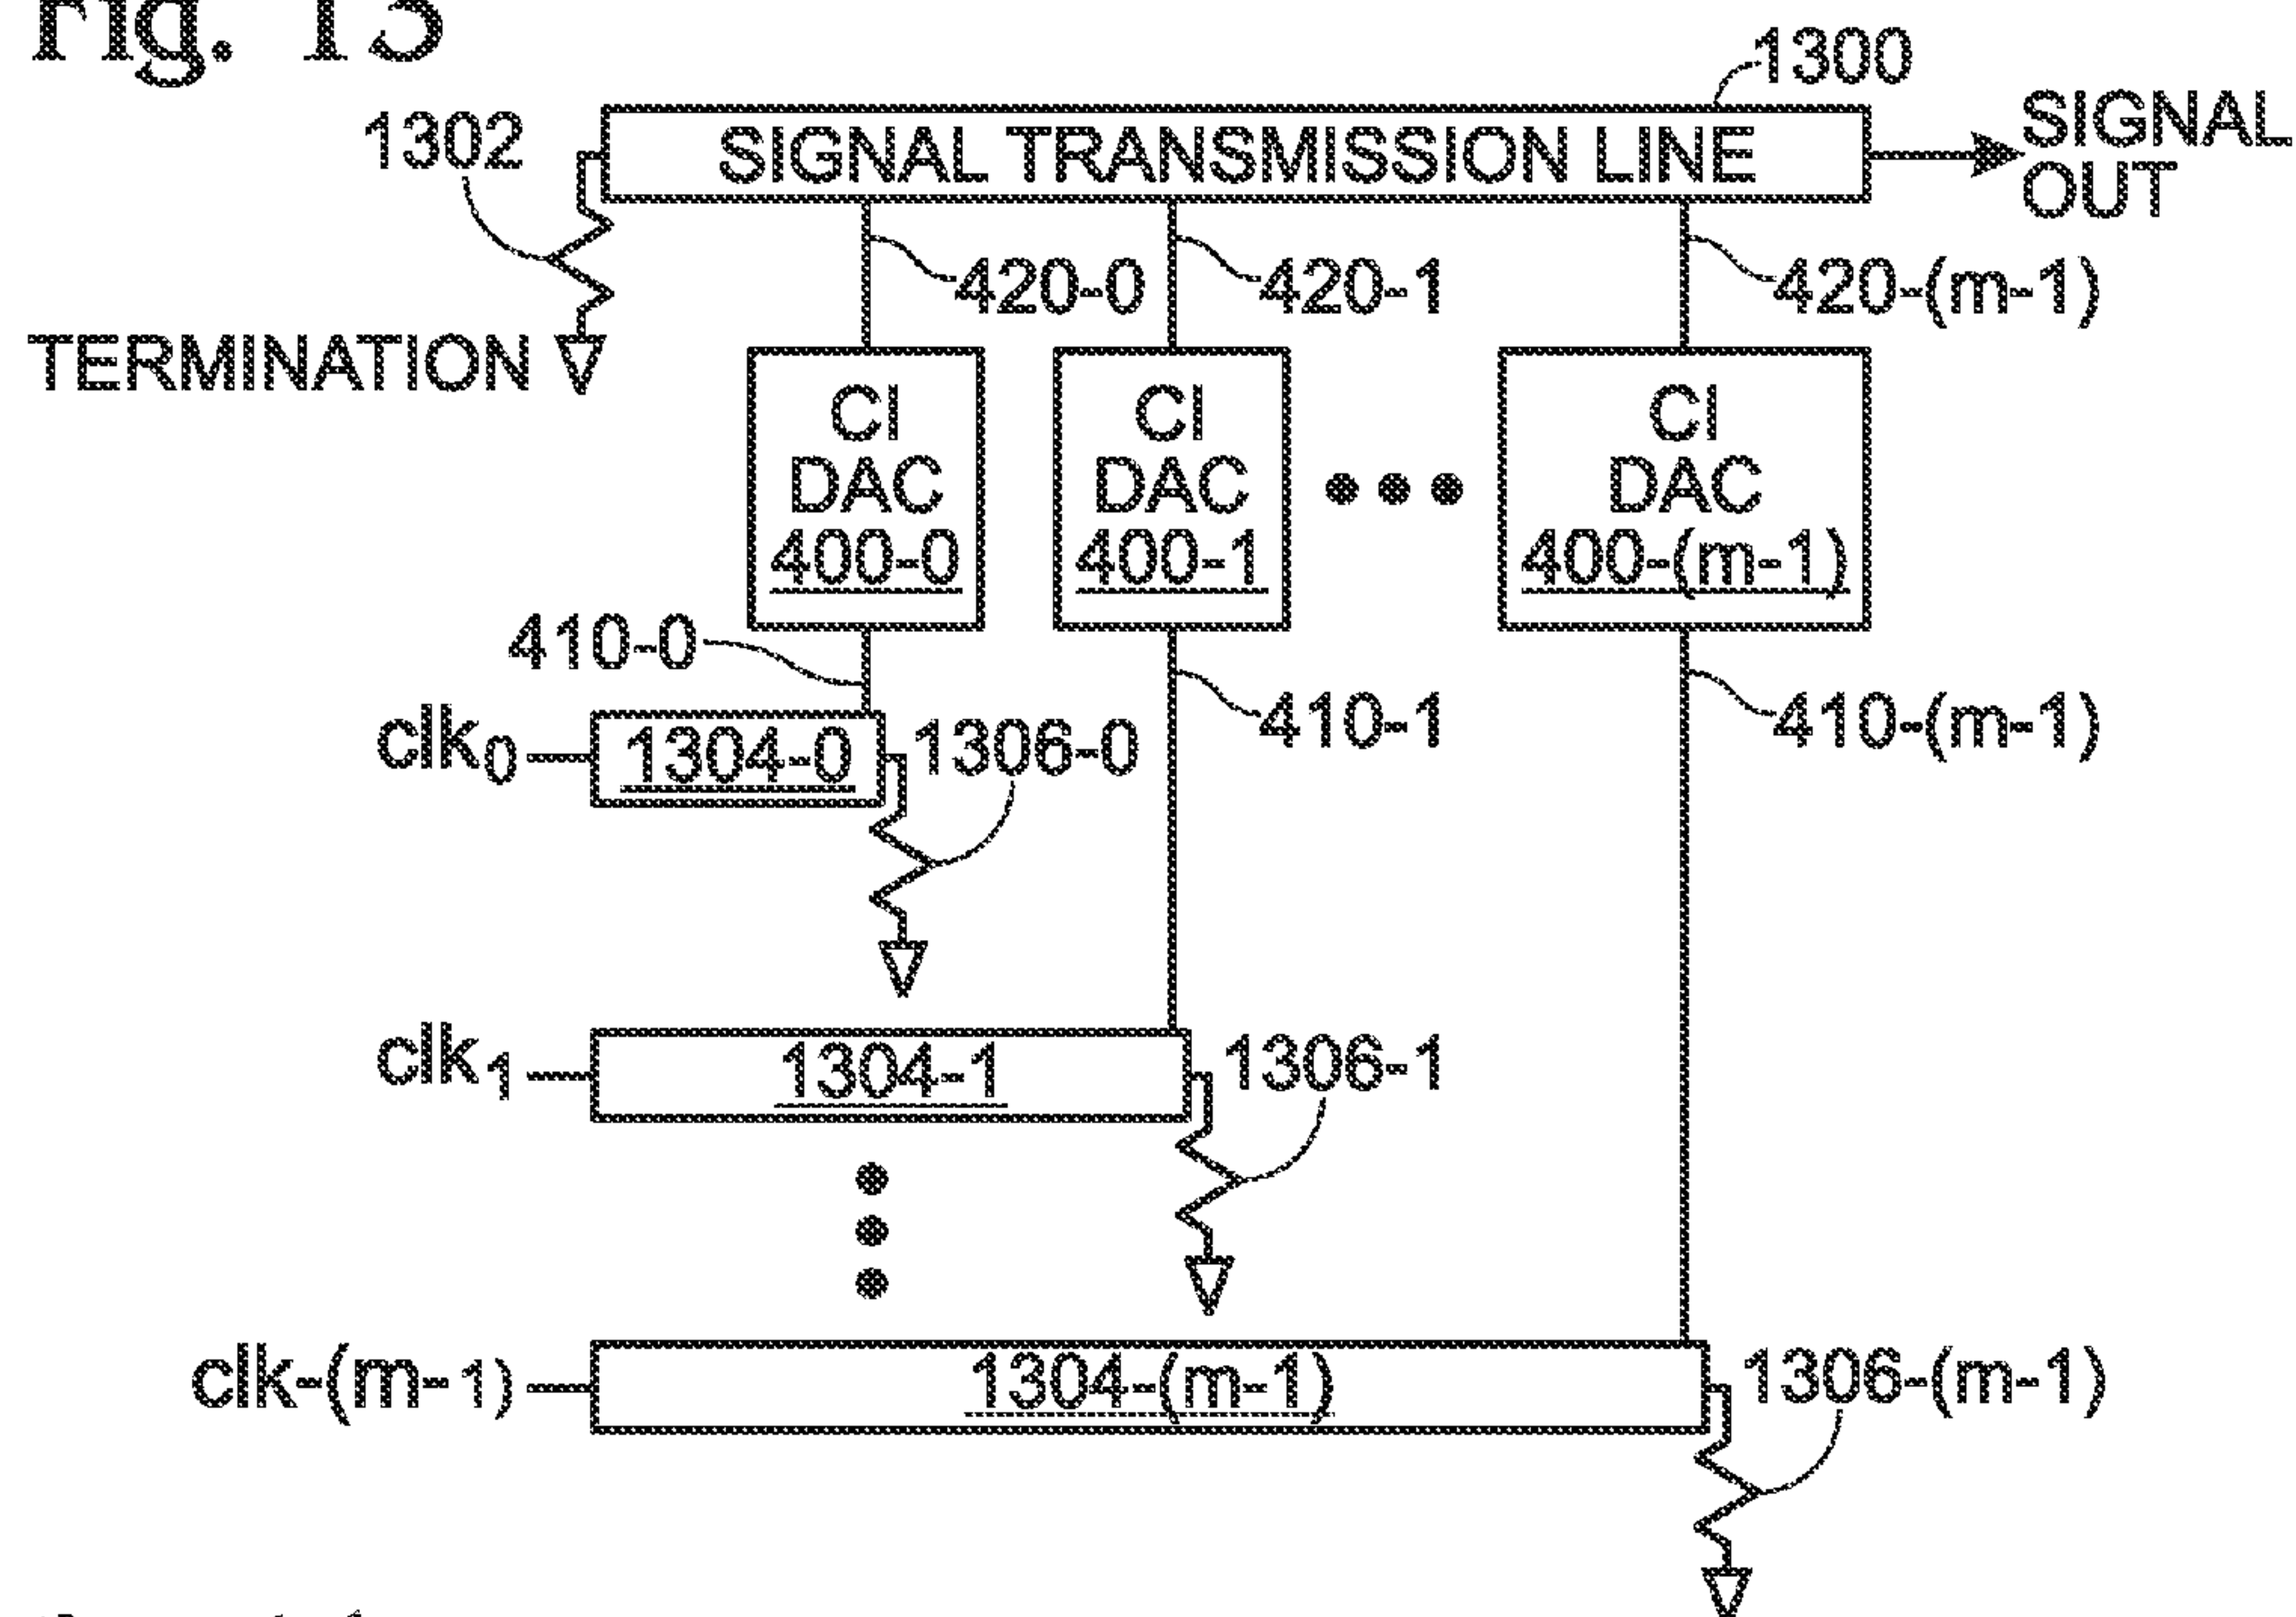 Fig. 13
1300
1302
SIGNAL TRANSMISSION LINE
SIGNAL
OUT
420-0
420-1
420-(m-1)
TERMINATION
CI
DAC
400-0
CI
DAC
400-1
CI
DAC
400-(m-1)
410-0
410-1
410-(m-1)
clk0
1304-0
1306-0
clk1
1304-1
1306-1
clk-(m-1)
1304-(m-1)
1306-(m-1)